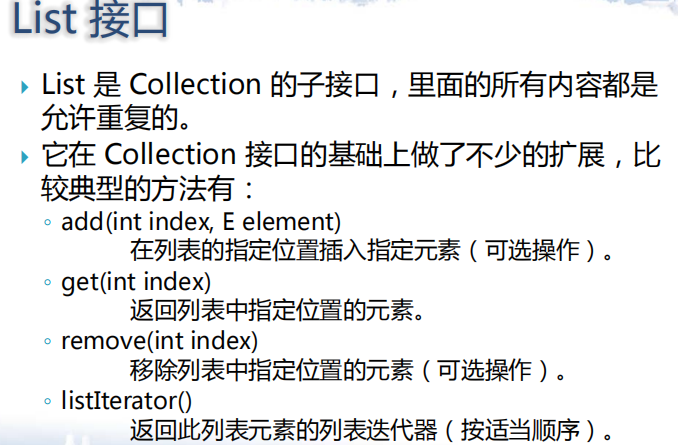 List 接口
List 是 Collection 的子接口，里面的所有内容都是
允许重复的。
它在 Collection 接口的基础上做了不少的扩展，比
较典型的方法有：
add(int index, E element)
在列表的指定位置插入指定元素（可选操作）。
get(int index)
返回列表中指定位置的元素。
remove(int index)
移除列表中指定位置的元素（可选操作）。
listIterator()
返回此列表元素的列表迭代器（按适当顺序）。